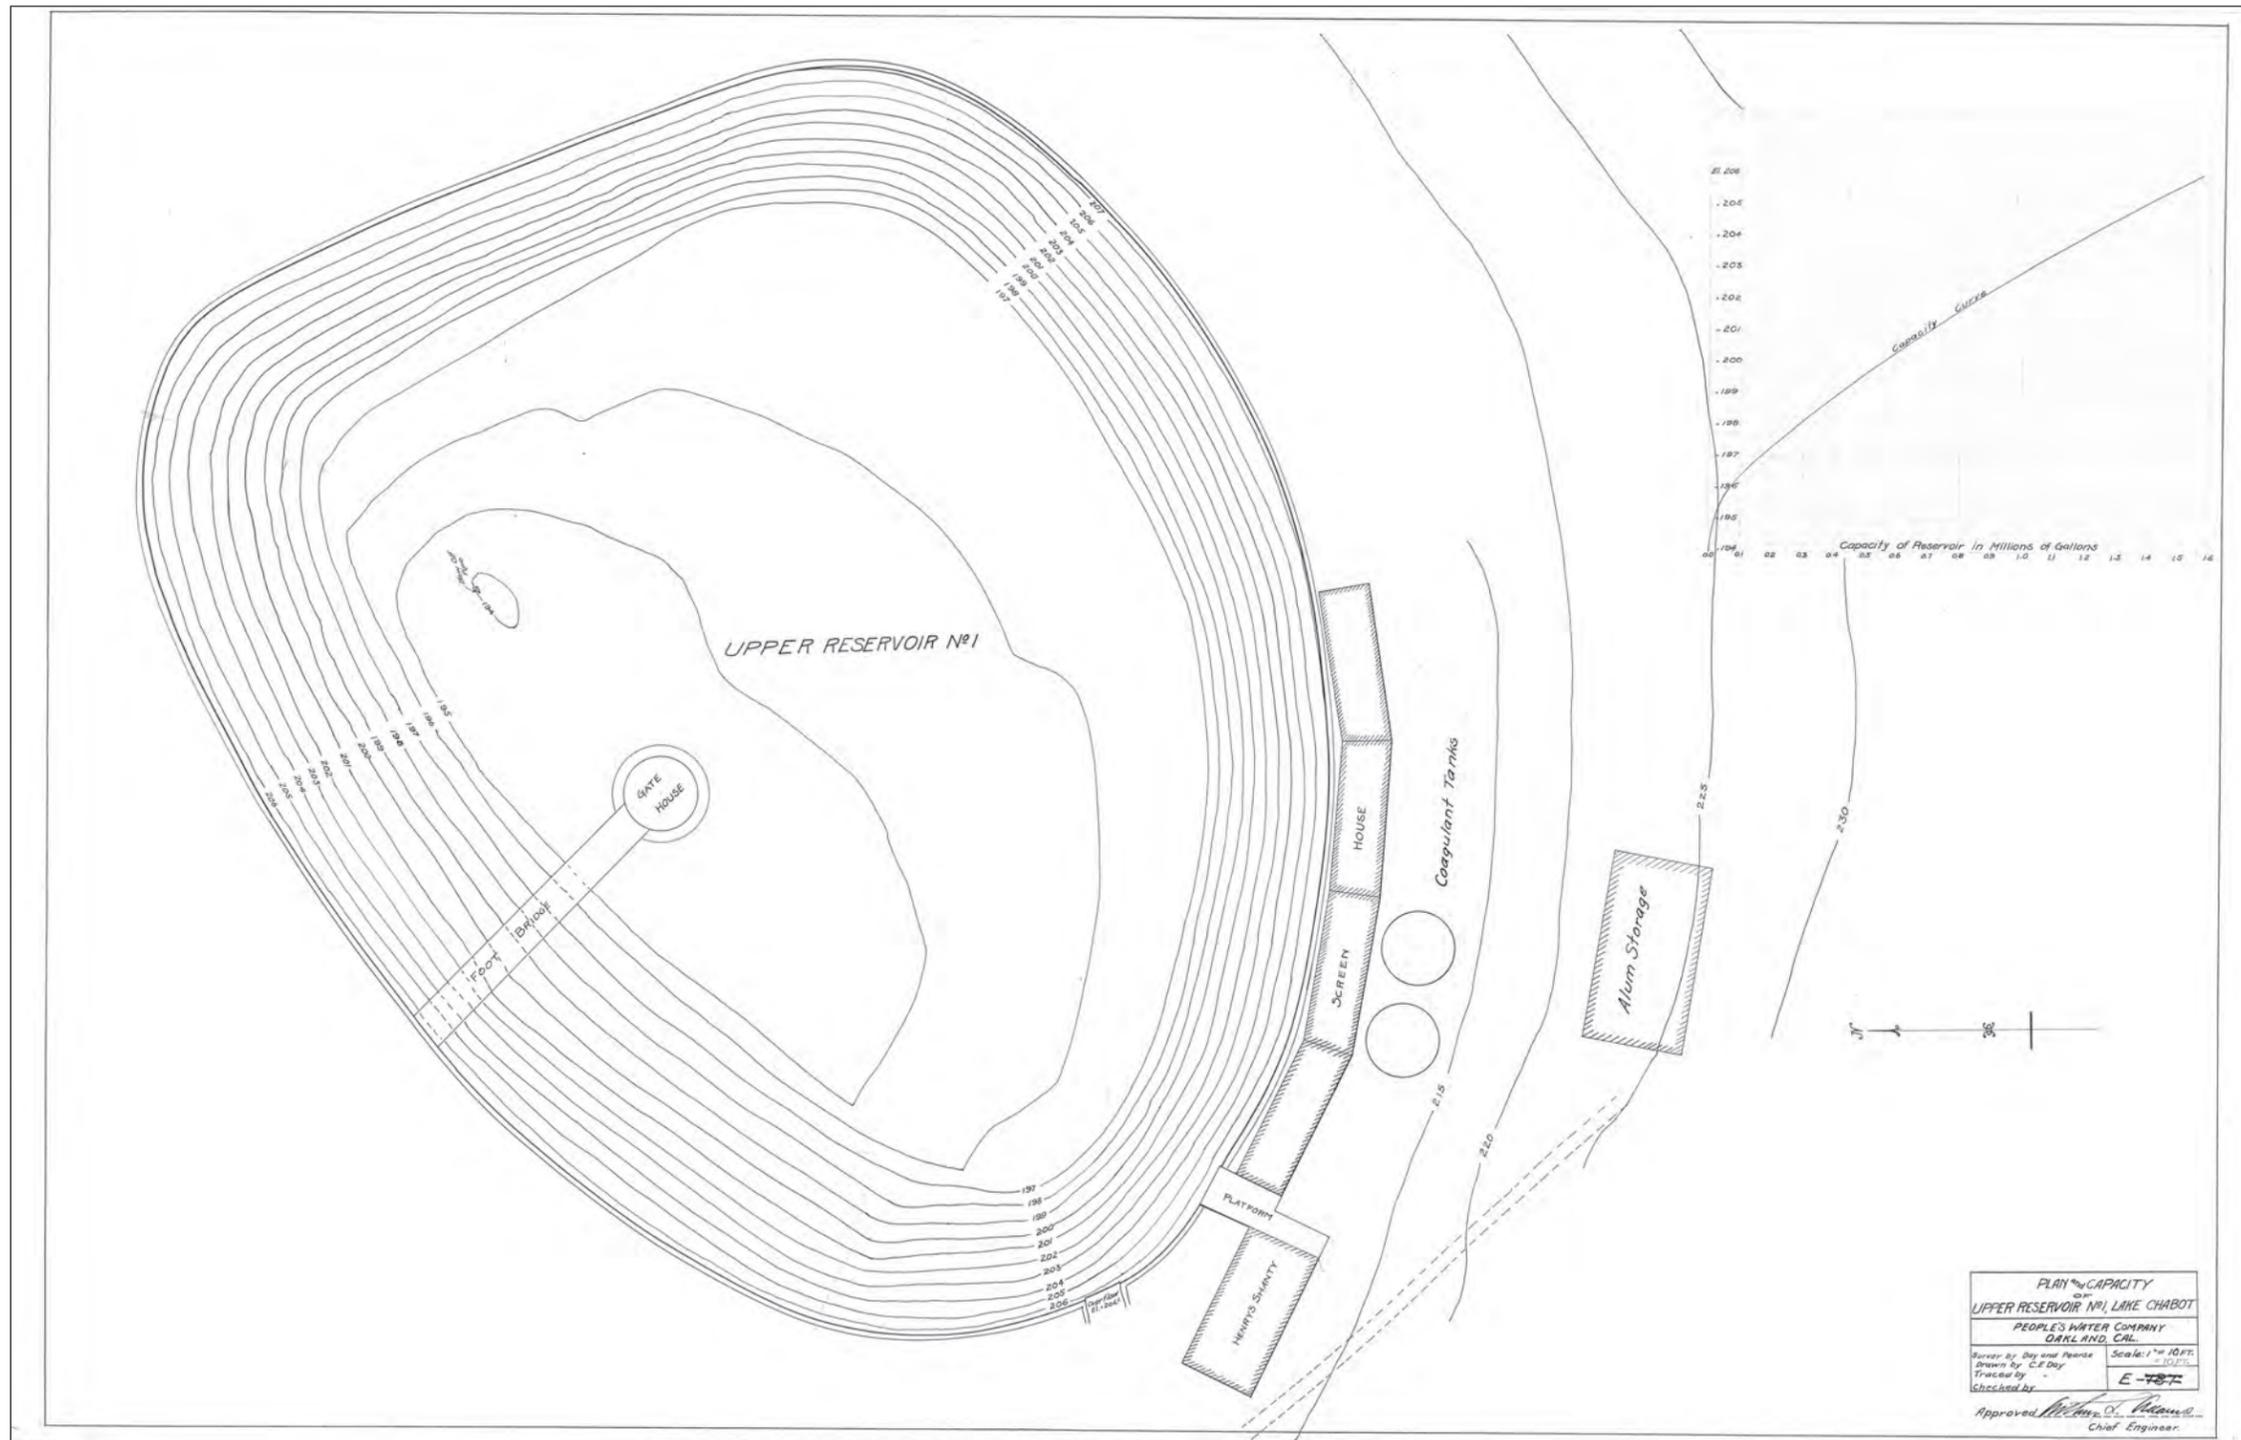 207
206
205
204
203
202
201
200
199
198
197
El. 206
205
204
203
202
201
200
199
198
197
196
195
194
Capacity Curve
Capacity of Reservoir in Millions of Gallons
0.0 0.1 0.2 0.3 0.4 0.5 0.6 0.7 0.8 0.9 1.0 1.1 1.2 1.3 1.4 1.5 1.6
194
UPPER RESERVOIR Nº1
195
196
197
198
199
200
201
202
203
204
205
206
GATE
HOUSE
FOOT BRIDGE
SCREEN HOUSE
Coagulant Tanks
Alum Storage
225
230
215
220
N
PLATFORM
HENRYS SHANTY
197
198
199
200
201
202
203
204
205
206
Overflow
PLAN and CAPACITY
OF
UPPER RESERVOIR Nº1, LAKE CHABOT
PEOPLE'S WATER COMPANY
OAKLAND, CAL.
Survey by Day and Pearse
Drawn by C.E. Day
Traced by
Checked by
Scale: 1"= 10FT.
= 10FT.
E-787
Approved
Chief Engineer.